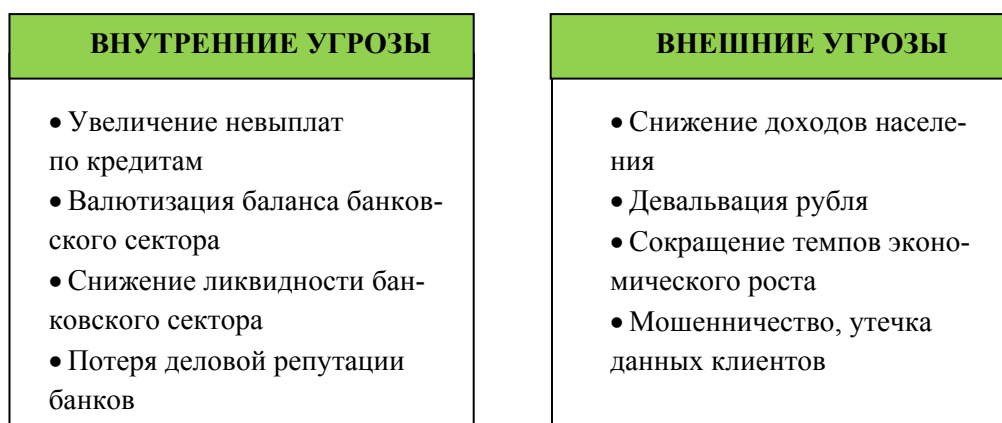 ВНУТРЕННИЕ УГРОЗЫ
• Увеличение невыплат
по кредитам
• Валютизация баланса банков-
ского сектора
• Снижение ликвидности бан-
ковского сектора
• Потеря деловой репутации
банков
ВНЕШНИЕ УГРОЗЫ
• Снижение доходов населе-
ния
• Девальвация рубля
• Сокращение темпов эконо-
мического роста
• Мошенничество, утечка
данных клиентов